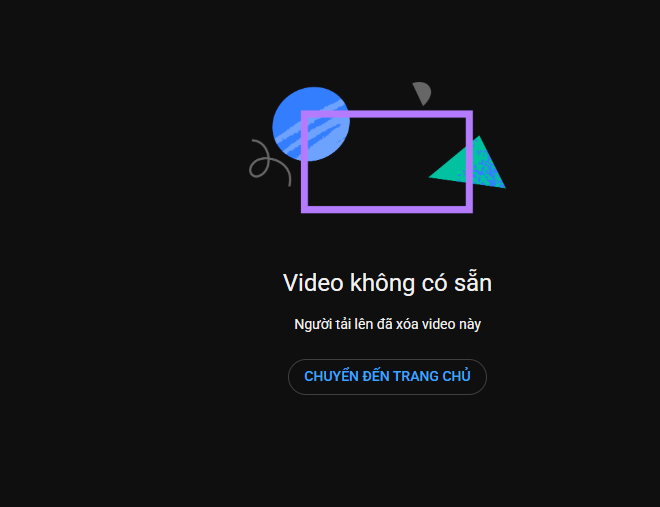 Video không có sẵn
Người tải lên đã xóa video này
CHUYỂN ĐẾN TRANG CHỦ